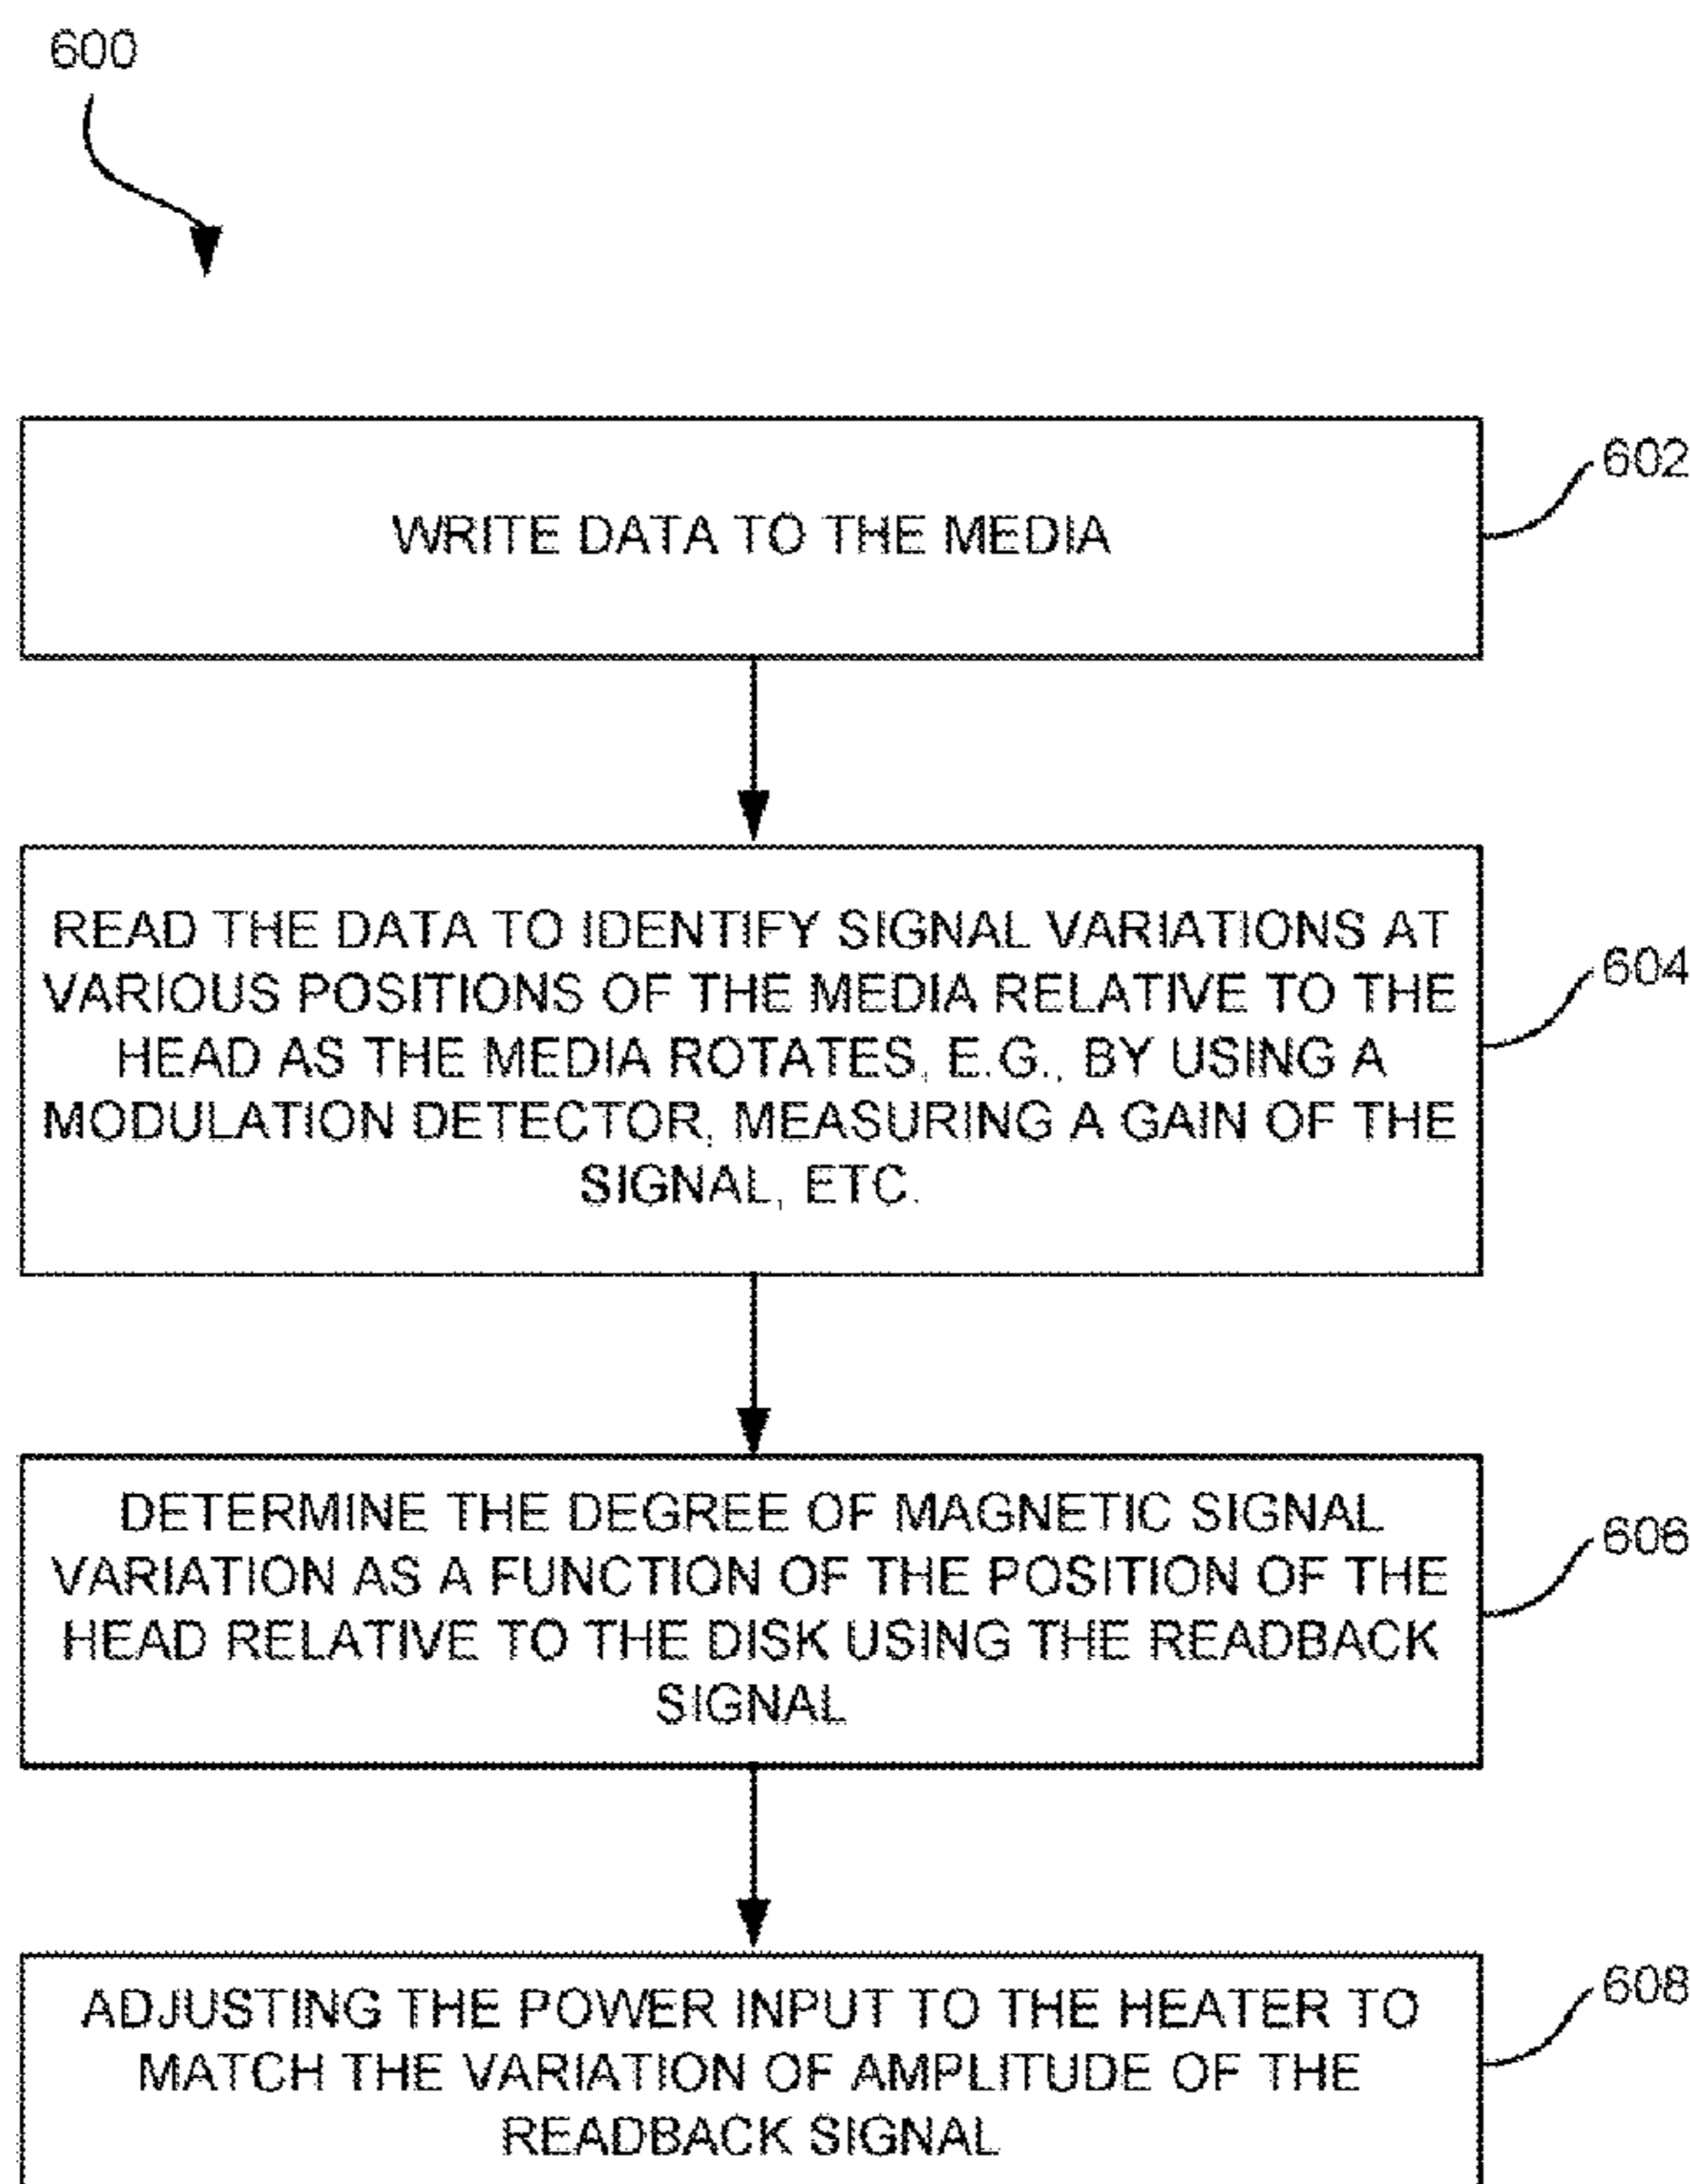 600
602
WRITE DATA TO THE MEDIA
READ THE DATA TO IDENTIFY SIGNAL VARIATIONS AT
VARIOUS POSITIONS OF THE MEDIA RELATIVE TO THE
HEAD AS THE MEDIA ROTATES, E.G., BY USING A
MODULATION DETECTOR, MEASURING A GAIN OF THE
SIGNAL, ETC.
604
DETERMINE THE DEGREE OF MAGNETIC SIGNAL
VARIATION AS A FUNCTION OF THE POSITION OF THE
HEAD RELATIVE TO THE DISK USING THE READBACK
SIGNAL
606
ADJUSTING THE POWER INPUT TO THE HEATER TO
MATCH THE VARIATION OF AMPLITUDE OF THE
READBACK SIGNAL
608